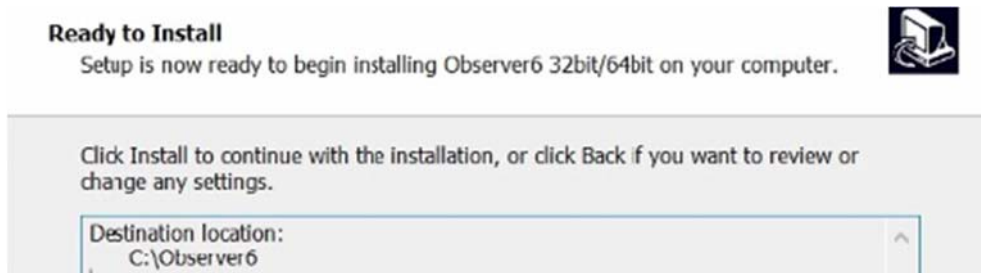 Ready to Install
Setup is now ready to begin installing Observer6 32bit/64bit on your computer.
Click Install to continue with the installation, or click Back if you want to review or
change any settings.
Destination location:
C:\Observer6